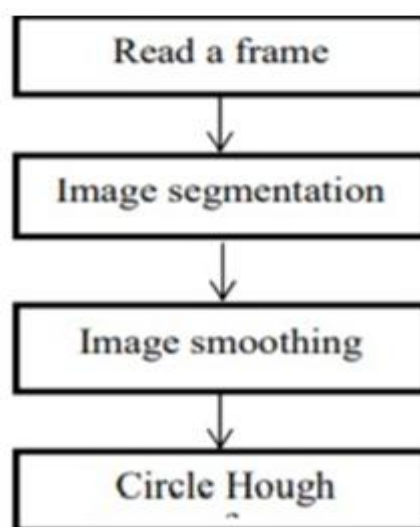 Read a frame
Image segmentation
Image smoothing
Circle Hough